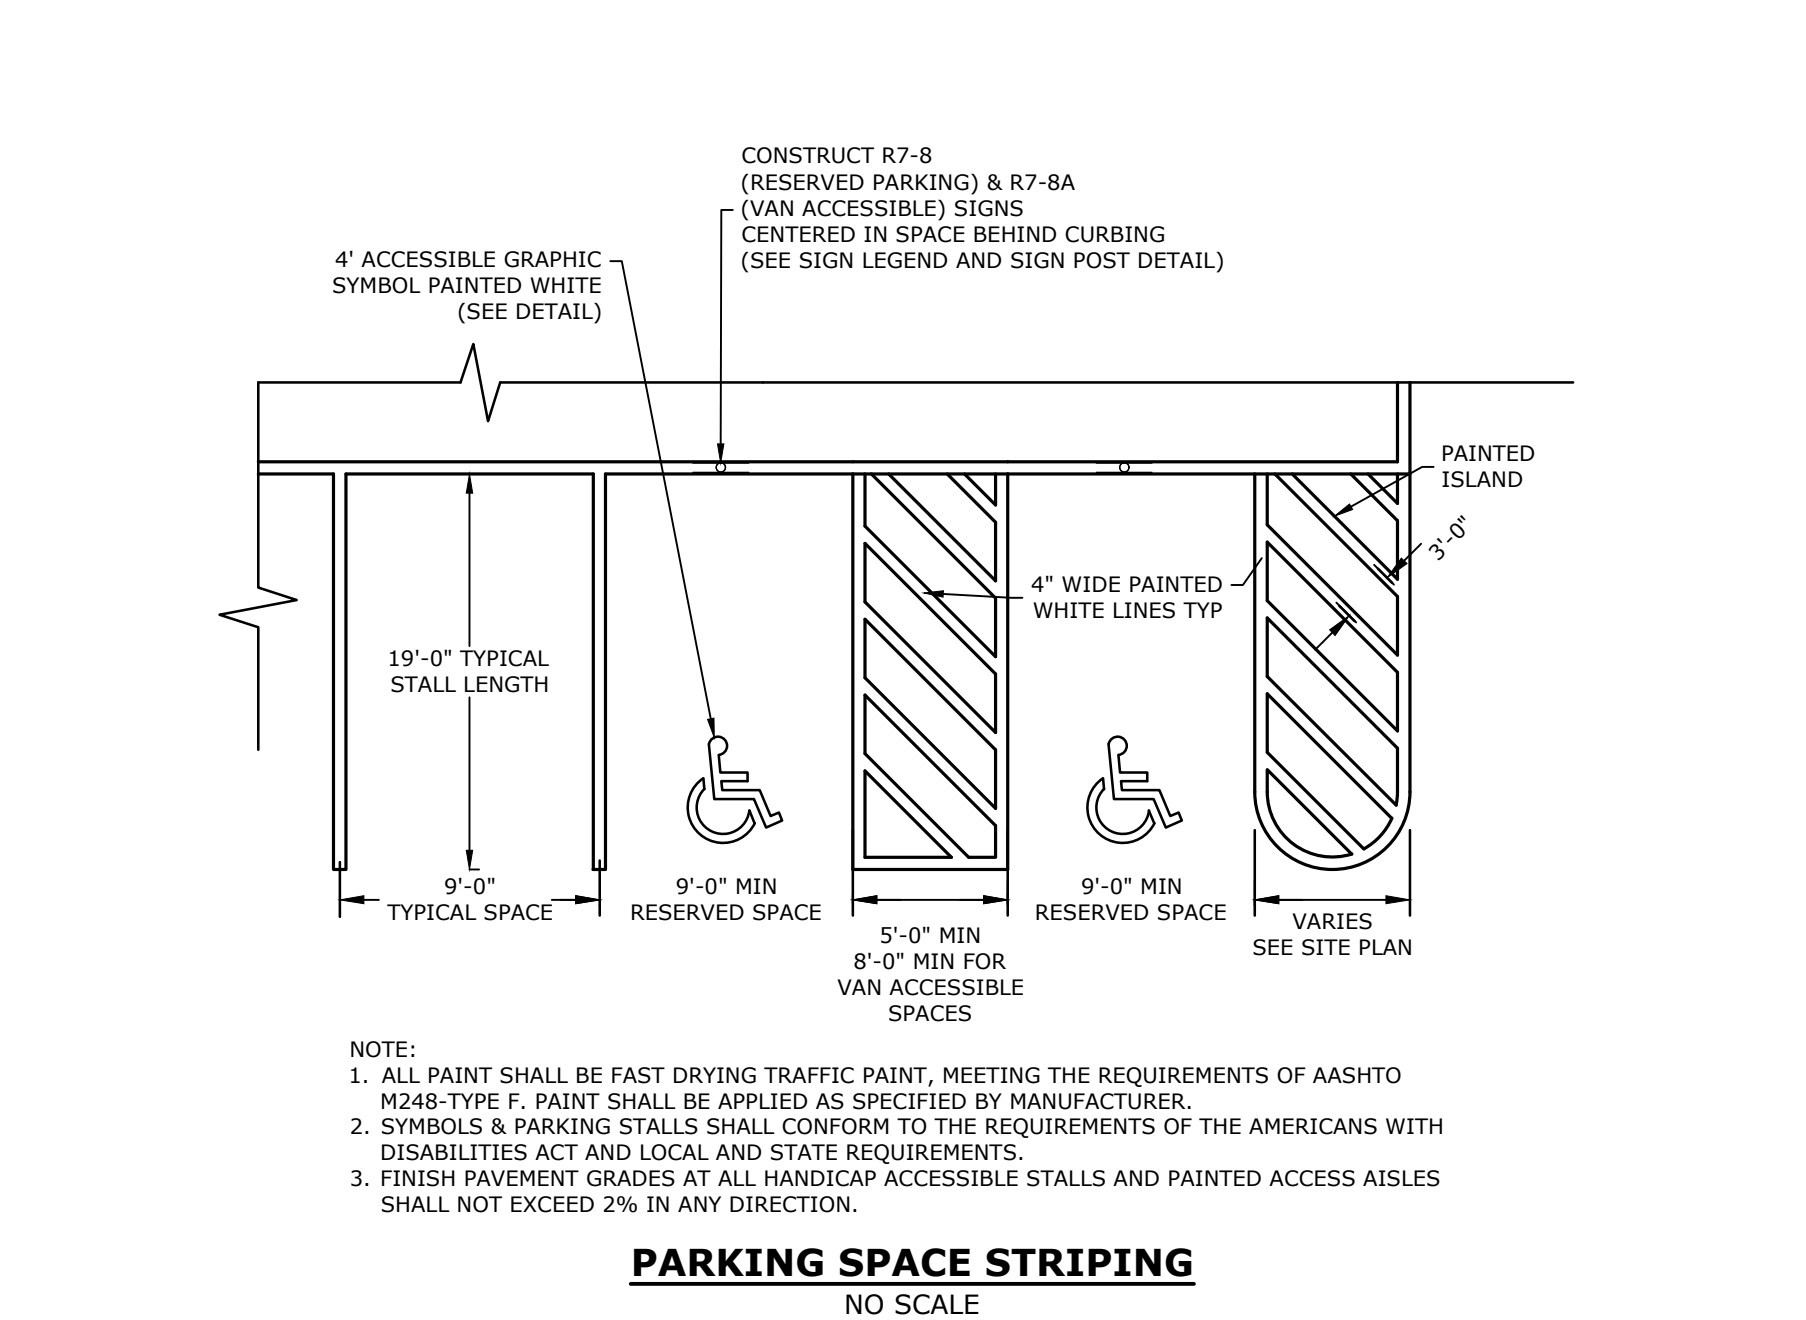 CONSTRUCT R7-8
(RESERVED PARKING) & R7-8A
(VAN ACCESSIBLE) SIGNS
CENTERED IN SPACE BEHIND CURBING
(SEE SIGN LEGEND AND SIGN POST DETAIL)
4' ACCESSIBLE GRAPHIC
SYMBOL PAINTED WHITE
(SEE DETAIL)
PAINTED
ISLAND
3'-0"
4" WIDE PAINTED
WHITE LINES TYP
19'-0" TYPICAL
STALL LENGTH
9'-0"
TYPICAL SPACE
9'-0" MIN
RESERVED SPACE
5'-0" MIN
8'-0" MIN FOR
VAN ACCESSIBLE
SPACES
9'-0" MIN
RESERVED SPACE
VARIES
SEE SITE PLAN
NOTE:
1. ALL PAINT SHALL BE FAST DRYING TRAFFIC PAINT, MEETING THE REQUIREMENTS OF AASHTO
M248-TYPE F. PAINT SHALL BE APPLIED AS SPECIFIED BY MANUFACTURER.
2. SYMBOLS & PARKING STALLS SHALL CONFORM TO THE REQUIREMENTS OF THE AMERICANS WITH
DISABILITIES ACT AND LOCAL AND STATE REQUIREMENTS.
3. FINISH PAVEMENT GRADES AT ALL HANDICAP ACCESSIBLE STALLS AND PAINTED ACCESS AISLES
SHALL NOT EXCEED 2% IN ANY DIRECTION.
PARKING SPACE STRIPING
NO SCALE